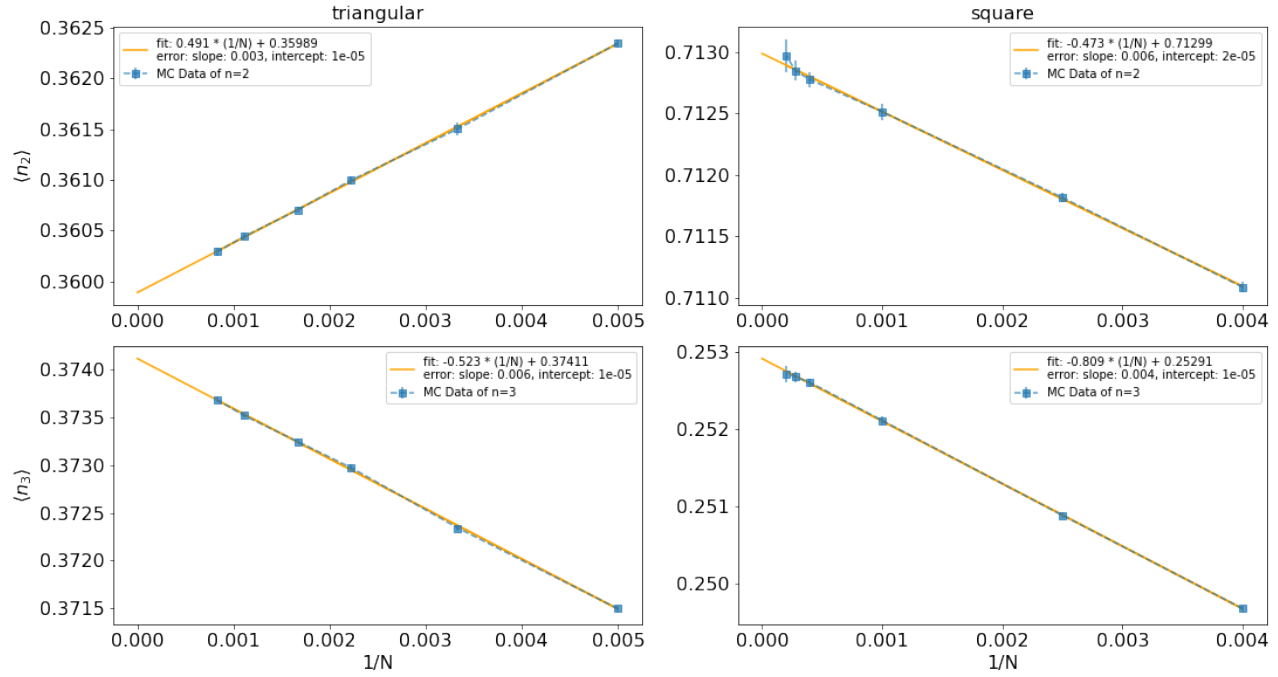 triangular
square
fit: 0.491 * (1/N) + 0.35989
error: slope: 0.003, intercept: 1e-05
MC Data of n=2
⟨n₂⟩
0.3625
0.3620
0.3615
0.3610
0.3605
0.3600
0.000 0.001 0.002 0.003 0.004 0.005
fit: -0.473 * (1/N) + 0.71299
error: slope: 0.006, intercept: 2e-05
MC Data of n=2
0.7130
0.7125
0.7120
0.7115
0.7110
0.000 0.001 0.002 0.003 0.004
fit: -0.523 * (1/N) + 0.37411
error: slope: 0.006, intercept: 1e-05
MC Data of n=3
⟨n₃⟩
0.3740
0.3735
0.3730
0.3725
0.3720
0.3715
0.000 0.001 0.002 0.003 0.004 0.005
1/N
fit: -0.809 * (1/N) + 0.25291
error: slope: 0.004, intercept: 1e-05
MC Data of n=3
0.253
0.252
0.251
0.250
0.000 0.001 0.002 0.003 0.004
1/N